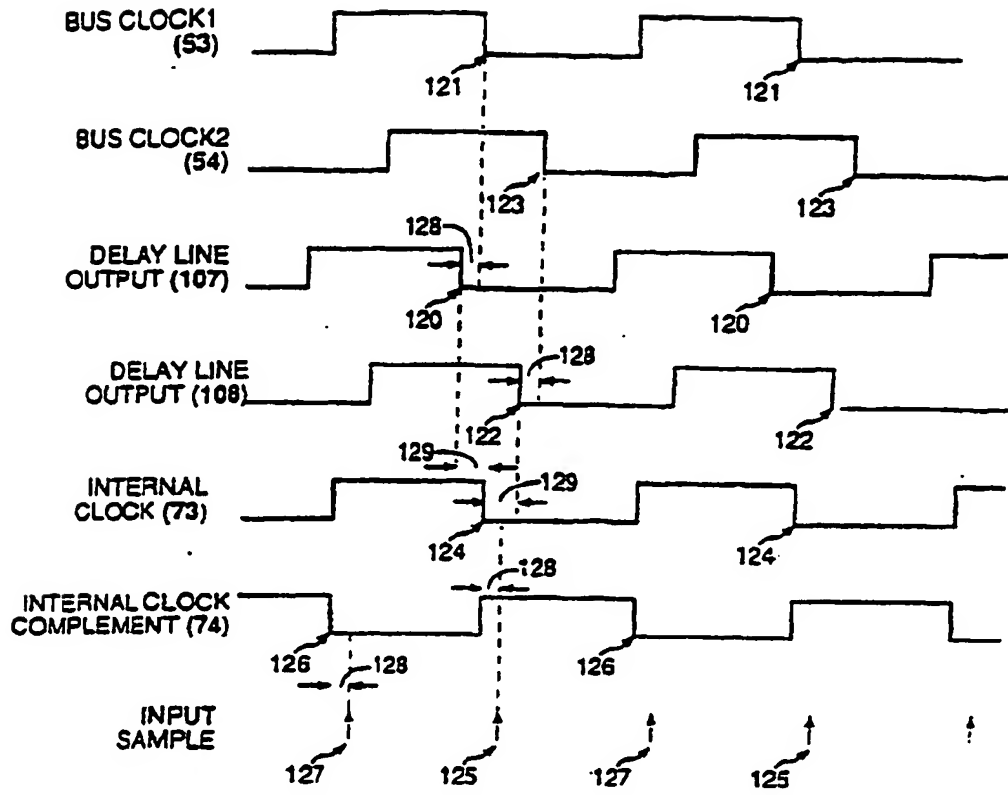 BUS CLOCK1
(53)
121
121
BUS CLOCK2
(54)
123
123
128
DELAY LINE
OUTPUT (107)
120
120
128
DELAY LINE
OUTPUT (108)
122
122
129
129
INTERNAL
CLOCK (73)
124
124
128
INTERNAL CLOCK
COMPLEMENT (74)
126
126
128
INPUT
SAMPLE
127
125
127
125